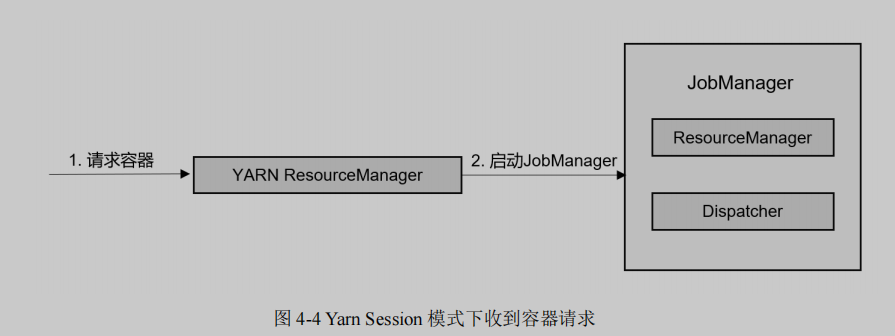 JobManager
1. 请求容器
YARN ResourceManager
2. 启动JobManager
ResourceManager
Dispatcher
图 4-4 Yarn Session 模式下收到容器请求